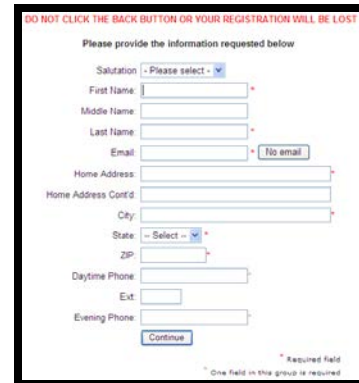 DO NOT CLICK THE BACK BUTTON OR YOUR REGISTRATION WILL BE LOST
Please provide the information requested below
Salutation - Please select -
First Name: *
Middle Name:
Last Name: *
Email: * No email
Home Address: *
Home Address Cont'd:
City: *
State: -- Select -- *
ZIP: *
Daytime Phone: *
Ext:
Evening Phone: *
Continue
* Required field
* One field in this group is required